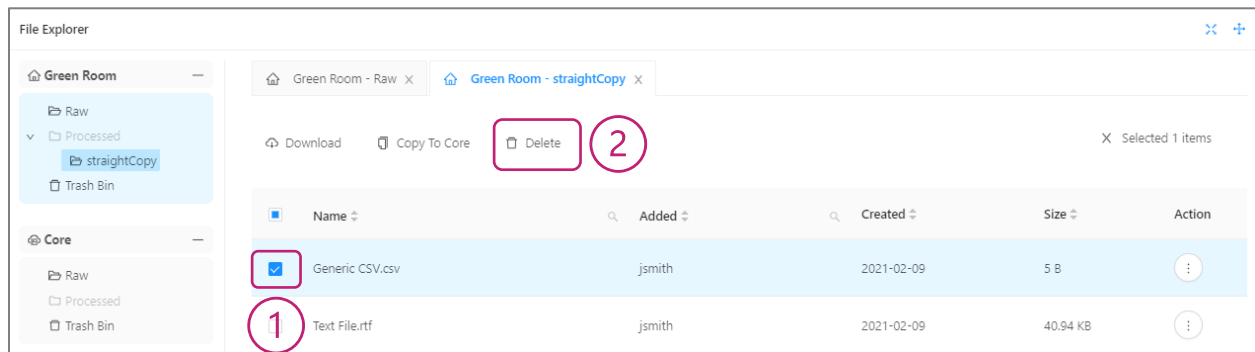 File Explorer
Green Room
Raw
Processed
straightCopy
Trash Bin
Core
Raw
Processed
Trash Bin
Green Room - Raw
Green Room - straightCopy
Download Copy To Core Delete 2 X Selected 1 items
Name Added Created Size Action
Generic CSV.csv jsmith 2021-02-09 5 B
1 Text File.rtf jsmith 2021-02-09 40.94 KB